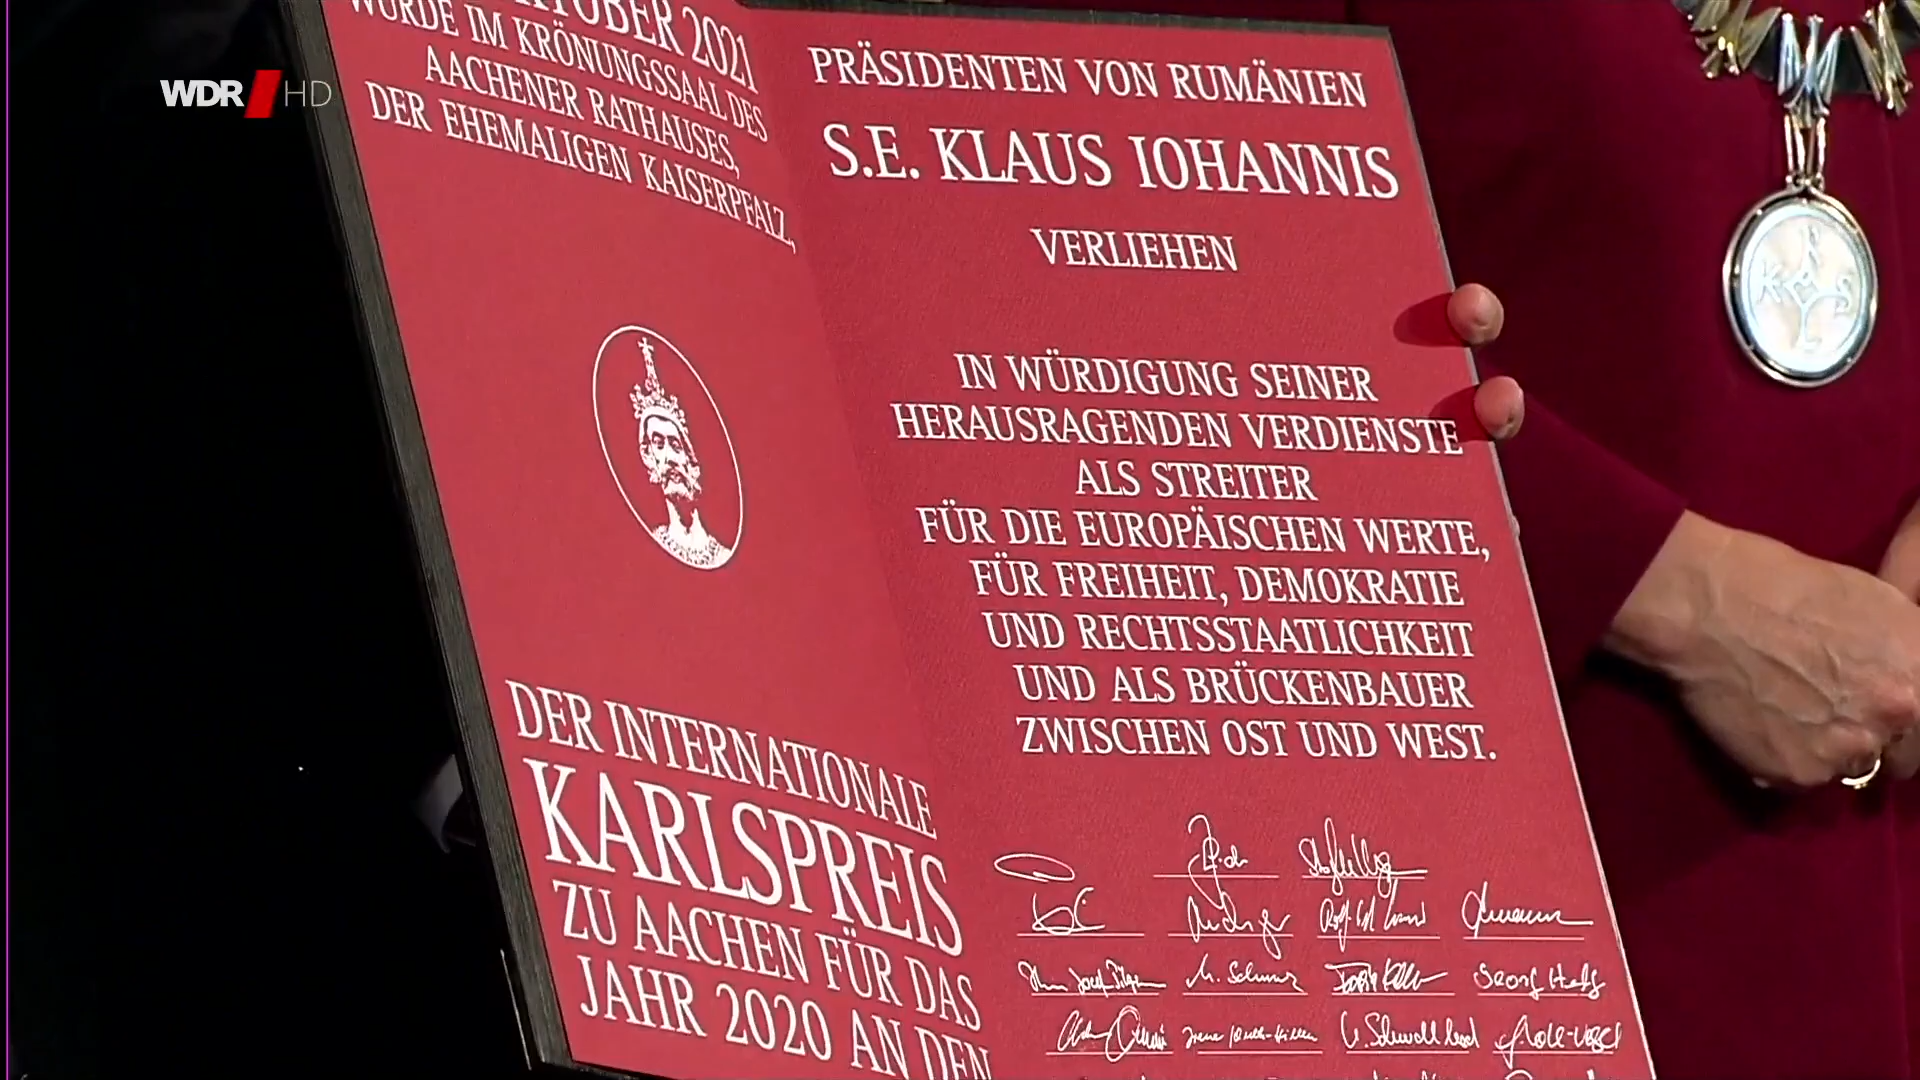 WDR HD
OKTOBER 2021
WURDE IM KRÖNUNGSSAAL DES
AACHENER RATHAUSES,
DER EHEMALIGEN KAISERPFALZ,
DER INTERNATIONALE
KARLSPREIS
ZU AACHEN FÜR DAS
JAHR 2020 AN DEN
PRÄSIDENTEN VON RUMÄNIEN
S.E. KLAUS IOHANNIS
VERLIEHEN
IN WÜRDIGUNG SEINER
HERAUSRAGENDEN VERDIENSTE
ALS STREITER
FÜR DIE EUROPÄISCHEN WERTE,
FÜR FREIHEIT, DEMOKRATIE
UND RECHTSSTAATLICHKEIT
UND ALS BRÜCKENBAUER
ZWISCHEN OST UND WEST.